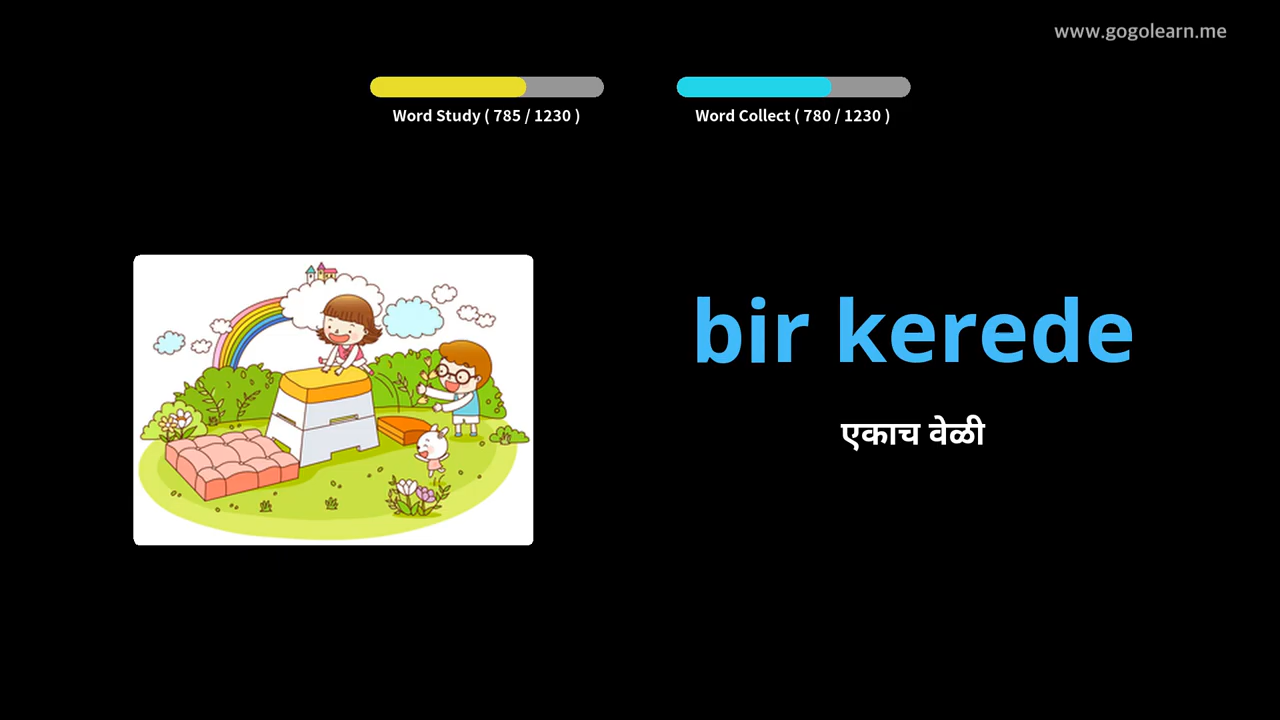 www.gogolearn.me
Word Study ( 785 / 1230 )
Word Collect ( 780 / 1230 )
bir kerede
एकाच वेळी